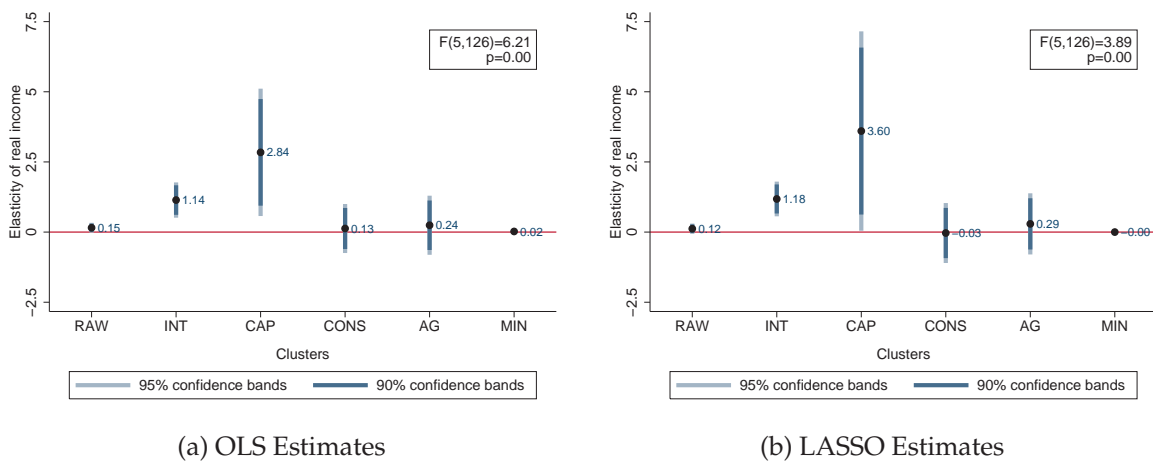 7.5
5
2.5
0
−2.5
Elasticity of real income
F(5,126)=6.21
p=0.00
0.15
1.14
2.84
0.13
0.24
0.02
RAW INT CAP CONS AG MIN
Clusters
95% confidence bands 90% confidence bands
(a) OLS Estimates
7.5
5
2.5
0
−2.5
Elasticity of real income
F(5,126)=3.89
p=0.00
0.12
1.18
3.60
−0.03
0.29
−0.00
RAW INT CAP CONS AG MIN
Clusters
95% confidence bands 90% confidence bands
(b) LASSO Estimates